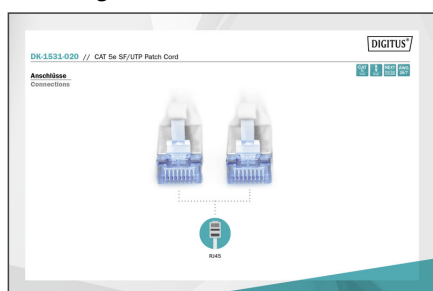 DIGITUS®
DK-1531-020 // CAT 5e SF/UTP Patch Cord
Anschlüsse
Connections
RJ45